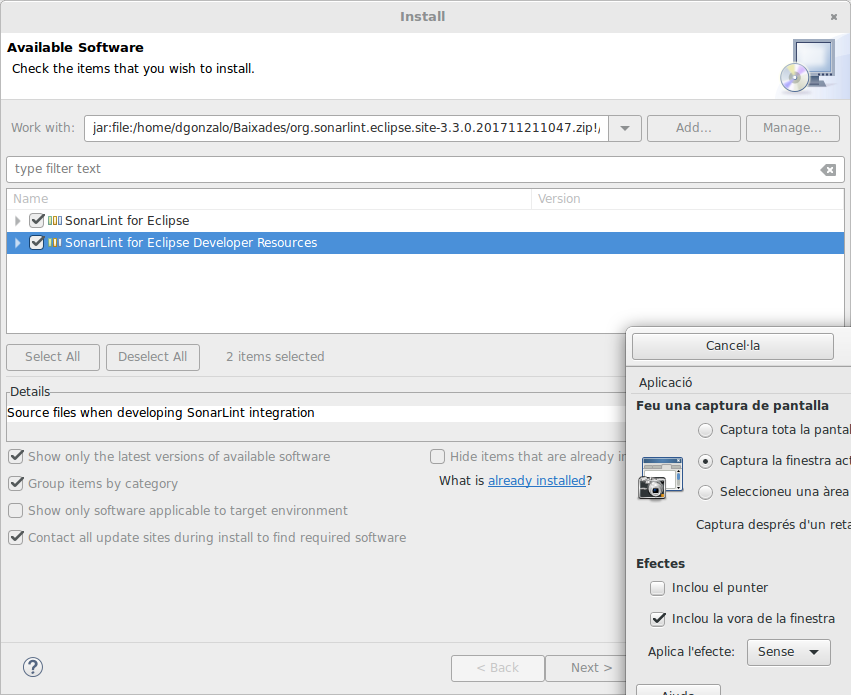 Install
Available Software
Check the items that you wish to install.
Work with: jar:file:/home/dgonzalo/Baixades/org.sonarlint.eclipse.site-3.3.0.201711211047.zip!/ Add... Manage...
type filter text
Name Version
SonarLint for Eclipse
SonarLint for Eclipse Developer Resources
Select All Deselect All 2 items selected
Details
Source files when developing SonarLint integration
Show only the latest versions of available software
Hide items that are already in
Group items by category
What is already installed?
Show only software applicable to target environment
Contact all update sites during install to find required software
? < Back Next >
Cancel·la
Aplicació
Feu una captura de pantalla
Captura tota la pantal
Captura la finestra act
Seleccioneu una àrea
Captura després d'un reta
Efectes
Inclou el punter
Inclou la vora de la finestra
Aplica l'efecte: Sense
Ajuda